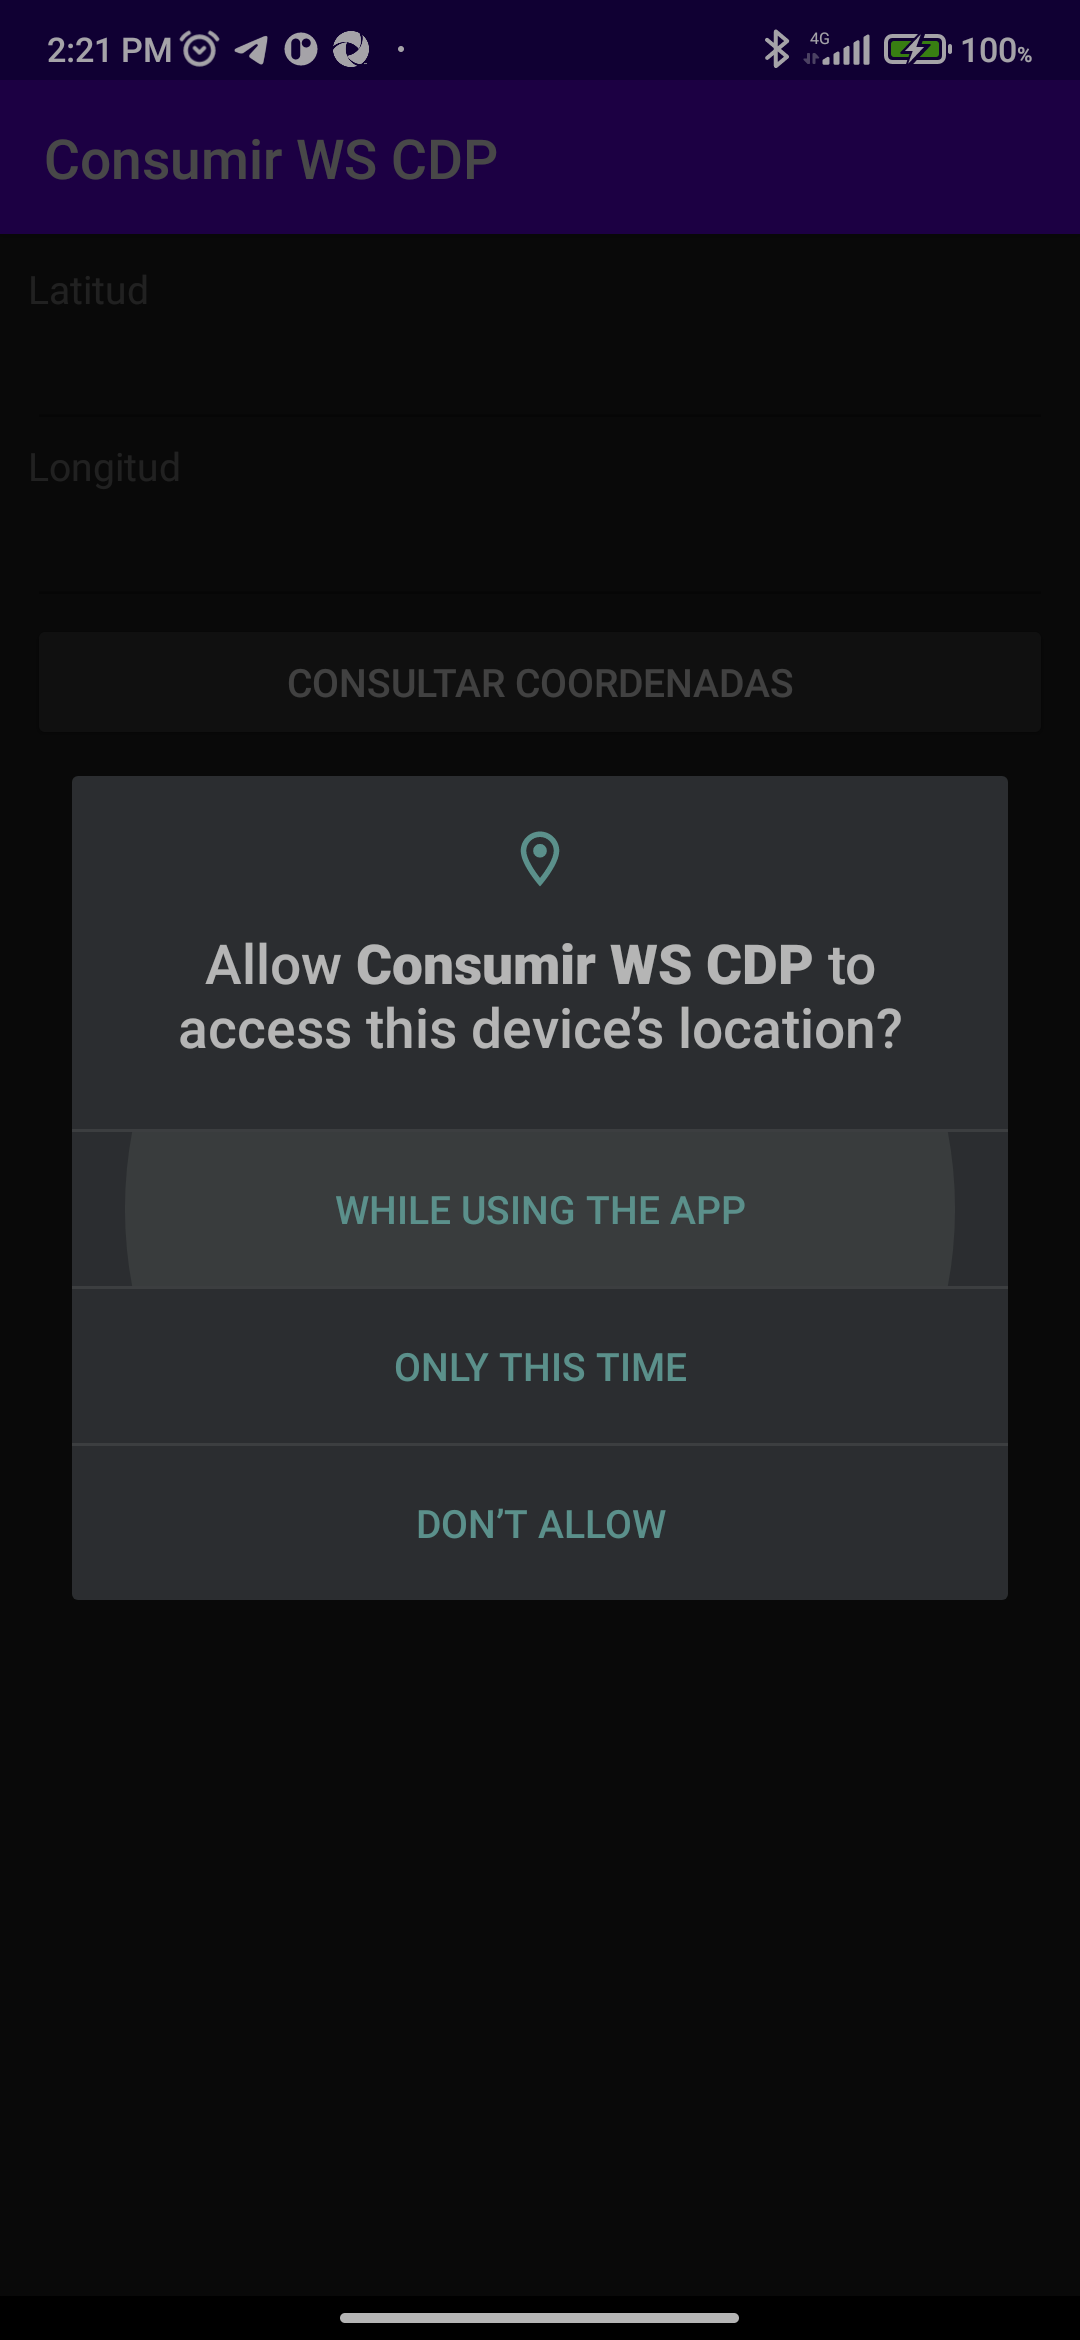 2:21 PM 4G 100%
Consumir WS CDP
Latitud
Longitud
CONSULTAR COORDENADAS
Allow Consumir WS CDP to
access this device’s location?
WHILE USING THE APP
ONLY THIS TIME
DON’T ALLOW